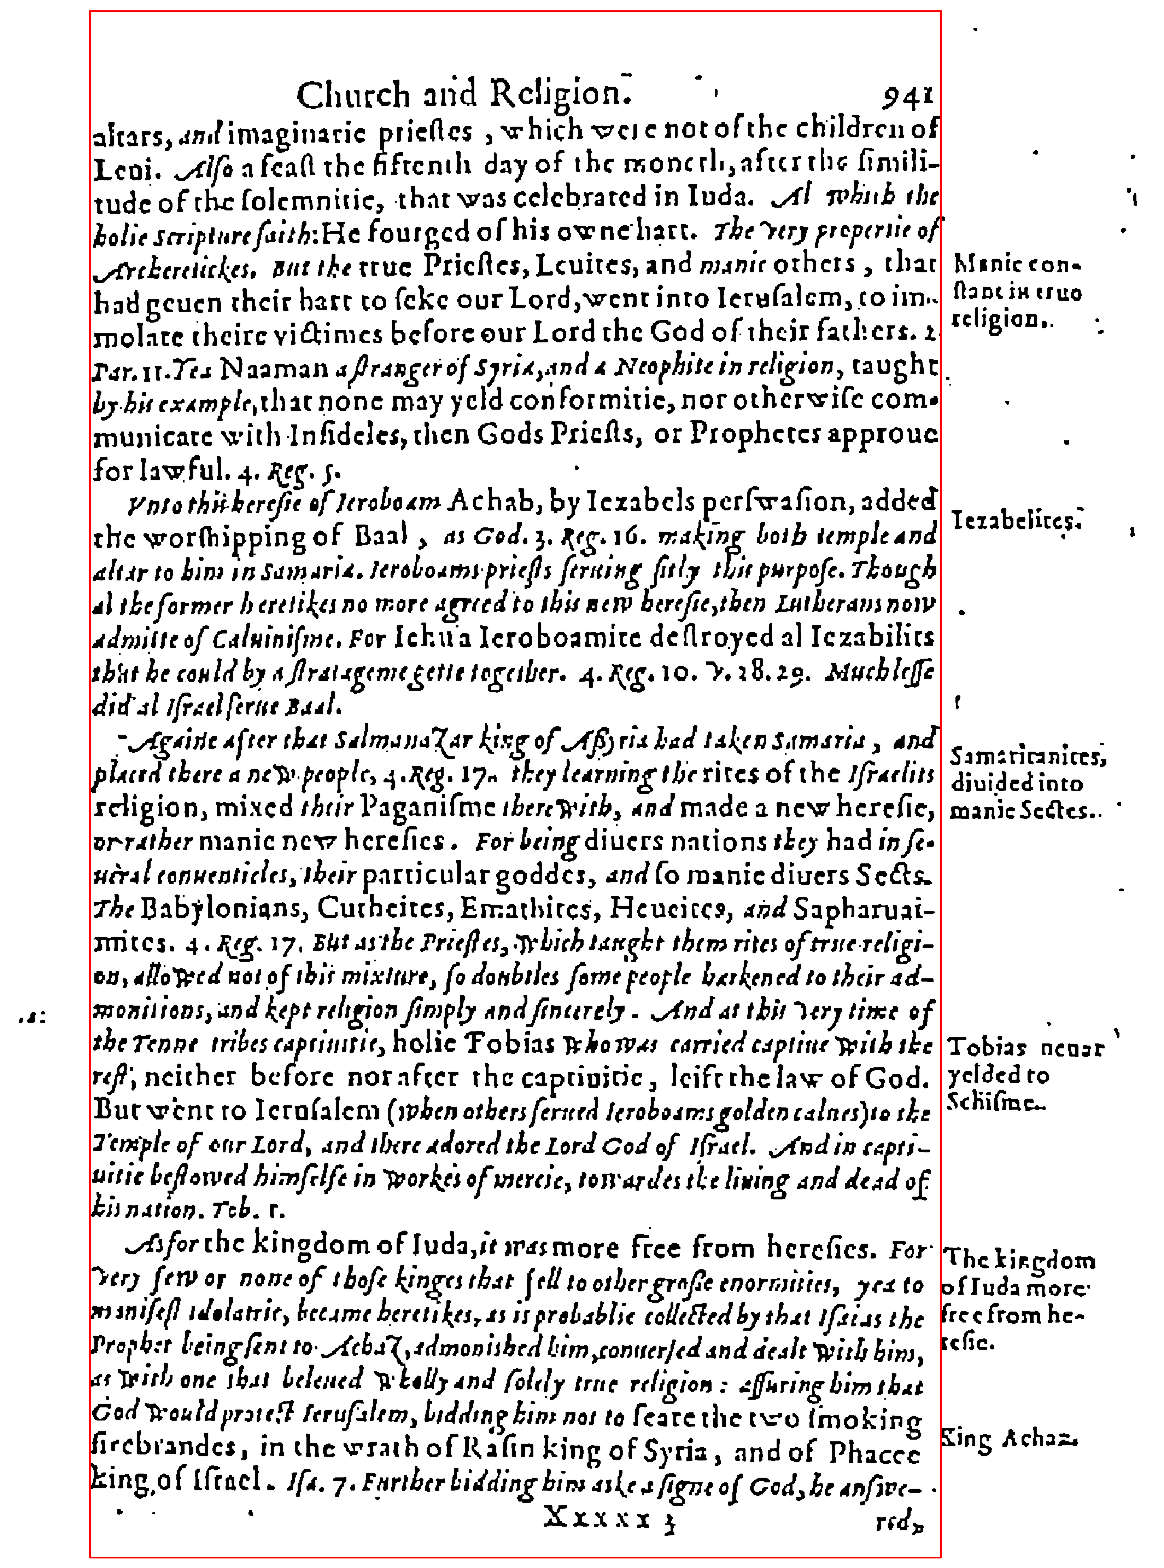 Church and Religion. 941
altars, and imaginarie priestes, which were not of the children of
Leui. Also a feast the fiftenth day of the moneth, after the simili-
tude of the solemnitie, that was celebrated in Iuda. Al which the
holie Scripture saith: He fourged of his owne hart. The very propertie of
Archeretickes. But the true Priestes, Leuites, and manie others, that
had geuen their hart to seke our Lord, went into Ierusalem, to im-
molate theire victimes before our Lord the God of their fathers. 2.
Par. 11. Yea Naaman a stranger of Syria, and a Neophite in religion, taught
by his example, that none may yeld conformitie, nor otherwise com-
municate with Infideles, then Gods Priests, or Prophetes approue
for lawful. 4. Reg. 5.
Vnto this heresie of Ieroboam Achab, by Iezabels perswasion, added
the worshipping of Baal, as God. 3. Reg. 16. making both temple and
altar to him in Samaria. Ieroboams priests seruing fitly this purpose. Though
al the former heretikes no more agreed to this new heresie, then Lutherans now
admitte of Caluinisme. For Iehu a Ieroboamite destroyed al Iezabilits
that he could by a stratageme gette together. 4. Reg. 10. v. 28. 29. Much lesse
did al Israel serue Baal.
Againe after that Salmanazar king of Assyria had taken Samaria, and
placed there a new people, 4. Reg. 17. they learning the rites of the Israelits
religion, mixed their Paganisme therewith, and made a new heresie,
or rather manie new heresies. For being diuers nations they had in se-
ueral conuenticles, their particular goddes, and so manie diuers Sects.
The Babylonians, Cutheites, Emathites, Heueites, and Sapharuai-
mites. 4. Reg. 17. But as the Priestes, which taught them rites of true religi-
on, allowed not of this mixture, so doubtles some people harkened to their ad-
monitions, and kept religion simply and sincerely. And at this very time of
the Tenne tribes captiuitie, holie Tobias who was carried captiue with the
rest, neither before nor after the captiuitie, leift the law of God.
But went to Ierusalem (when others serued Ieroboams golden calues) to the
Temple of our Lord, and there adored the Lord God of Israel. And in capti-
uitie bestowed himselfe in workes of mercie, towardes the liuing and dead of
his nation. Tob. 1.
As for the kingdom of Iuda, it was more free from heresies. For
very few or none of those kinges that fell to other grosse enormities, yea to
manifest idolatrie, became heretikes, as is probablie collected by that Isaias the
Prophet being sent to Achaz, admonished him, conuersed and dealt with him,
as with one that beleued wholly and solely true religion: assuring him that
God would protect Ierusalem, bidding him not to feare the two smoking
firebrandes, in the wrath of Rasin king of Syria, and of Phacee
king of Israel. Isa. 7. Further bidding him aske a signe of God, he answe-
Xxxxx 3 red,
Manie con-
stant in true
religion.
Iezabelites.
Samaritanites,
diuided into
manie Sectes.
Tobias neuar
yelded to
Schisme.
The kingdom
of Iuda more
free from he-
resie.
King Achaz.